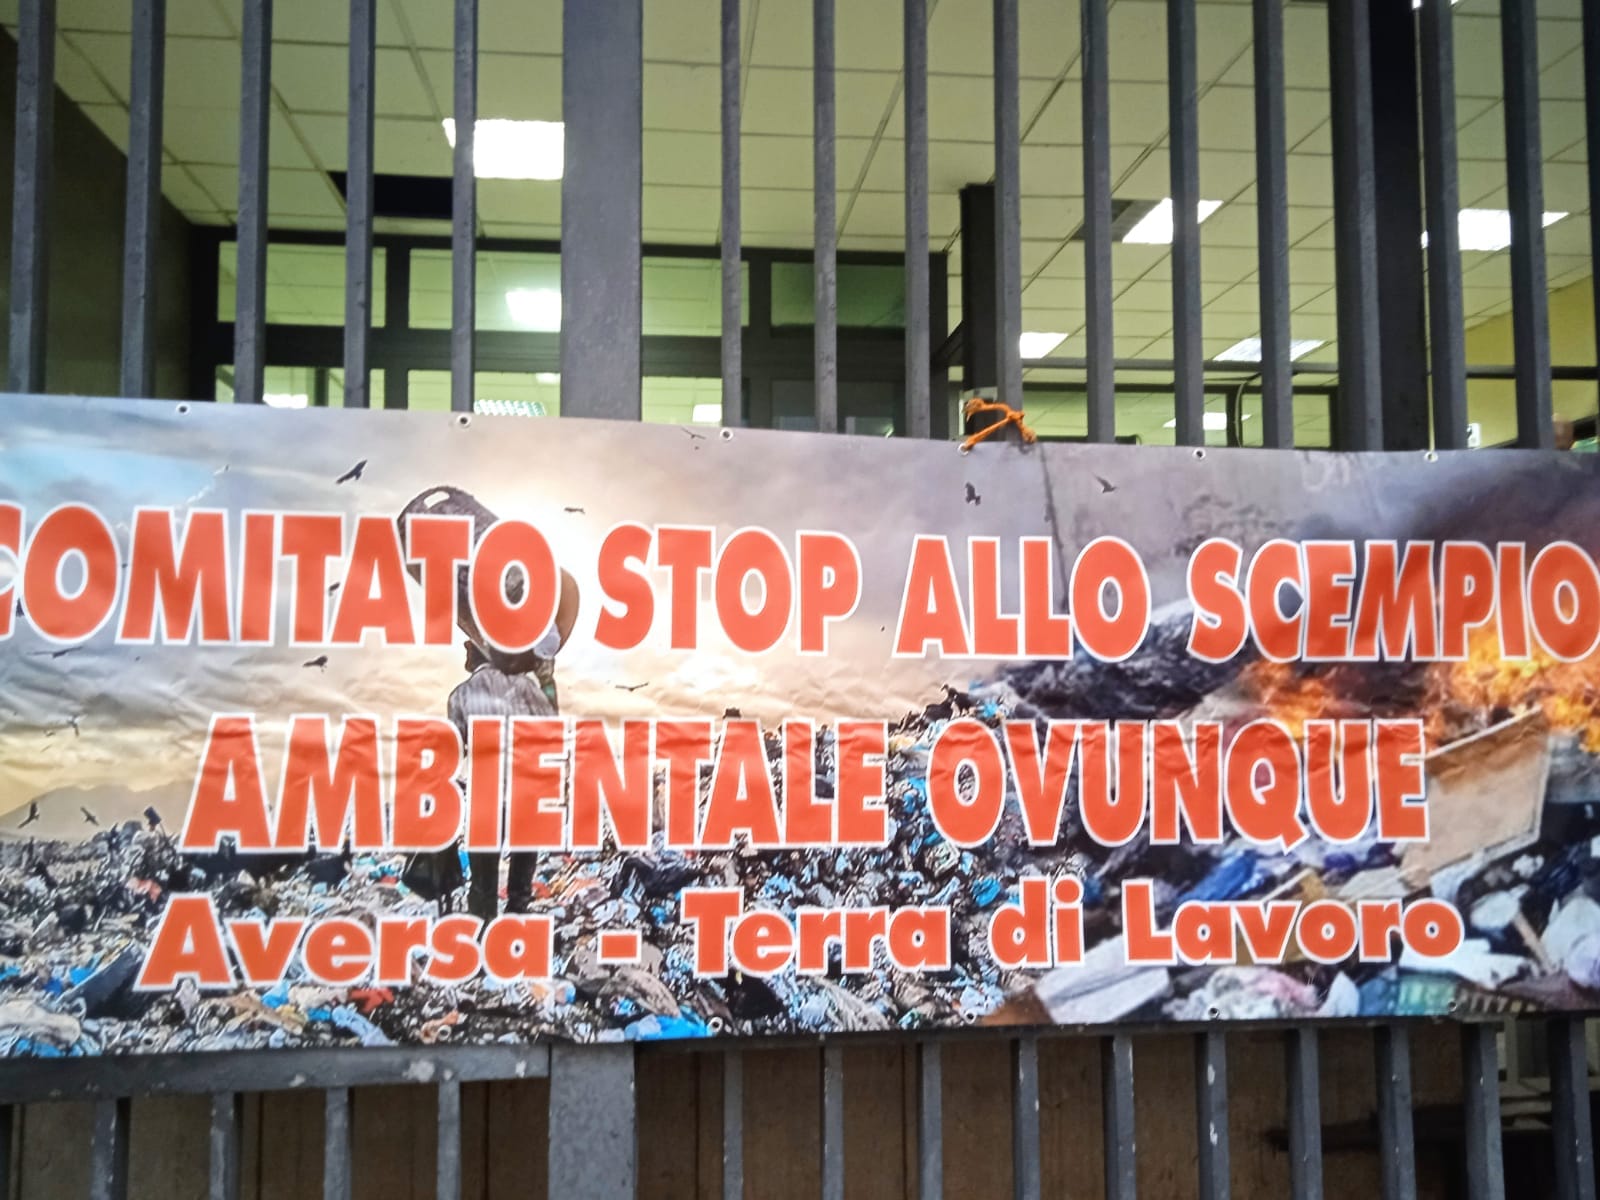 COMITATO STOP ALLO SCEMPIO
AMBIENTALE OVUNQUE
Aversa - Terra di Lavoro